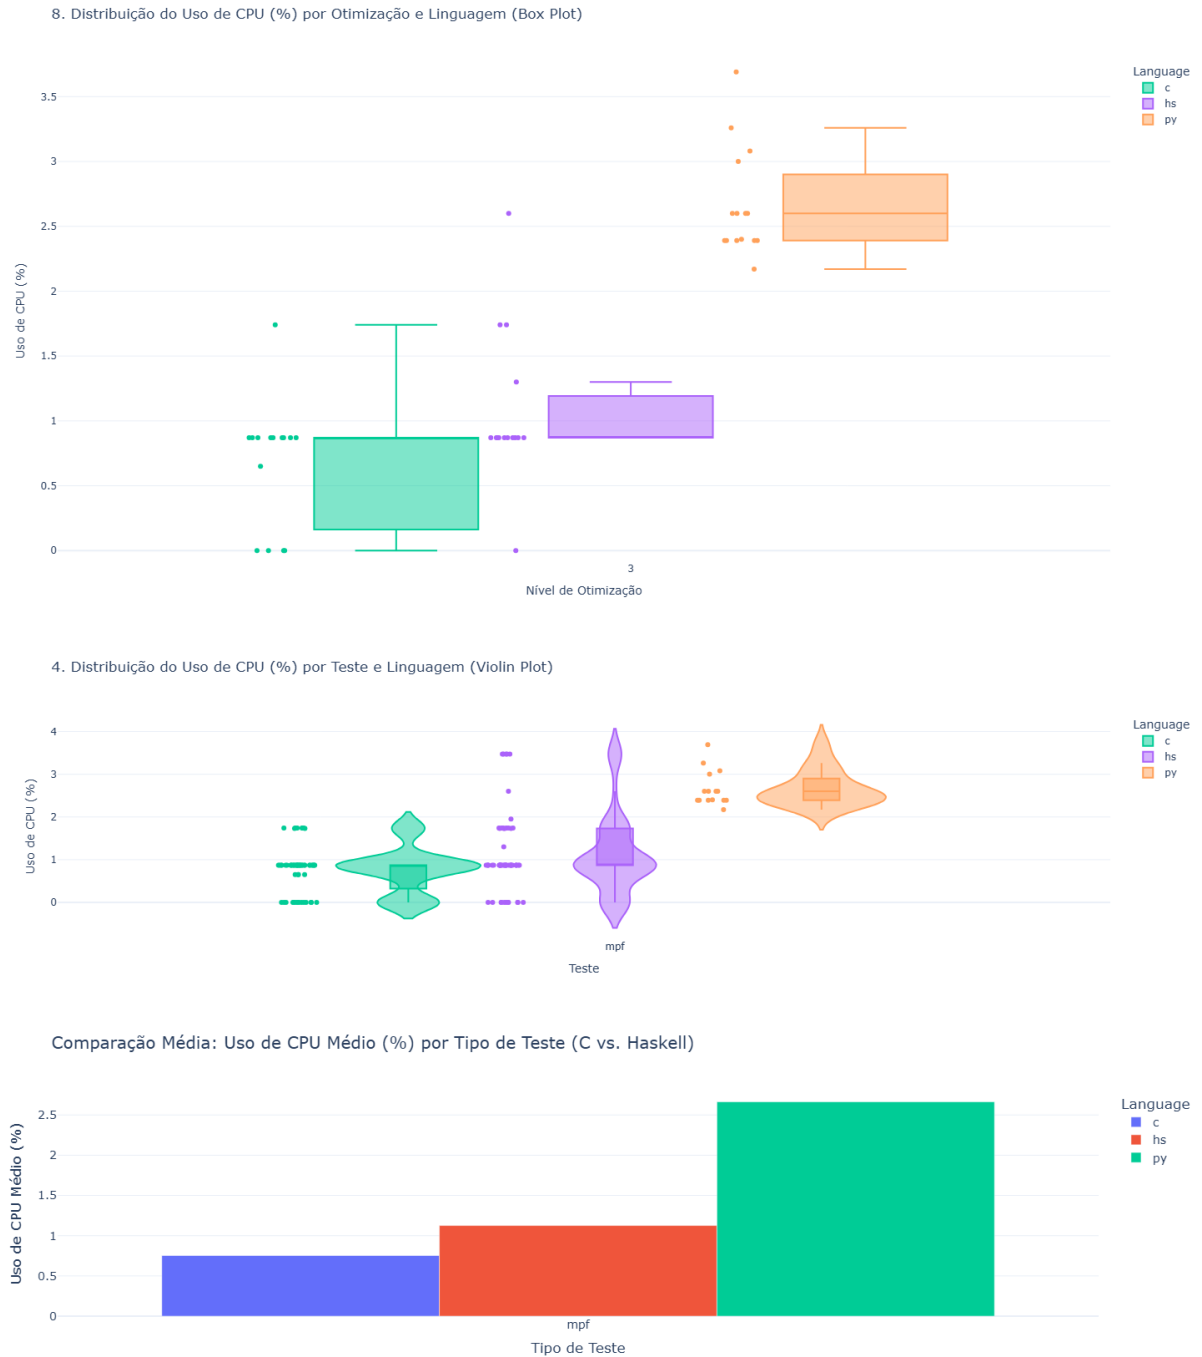 8. Distribuição do Uso de CPU (%) por Otimização e Linguagem (Box Plot)
Language
c
hs
py
3.5
3
2.5
2
1.5
1
0.5
0
Uso de CPU (%)
3
Nível de Otimização
4. Distribuição do Uso de CPU (%) por Teste e Linguagem (Violin Plot)
Language
c
hs
py
4
3
2
1
0
Uso de CPU (%)
mpf
Teste
Comparação Média: Uso de CPU Médio (%) por Tipo de Teste (C vs. Haskell)
Language
c
hs
py
2.5
2
1.5
1
0.5
0
Uso de CPU Médio (%)
mpf
Tipo de Teste